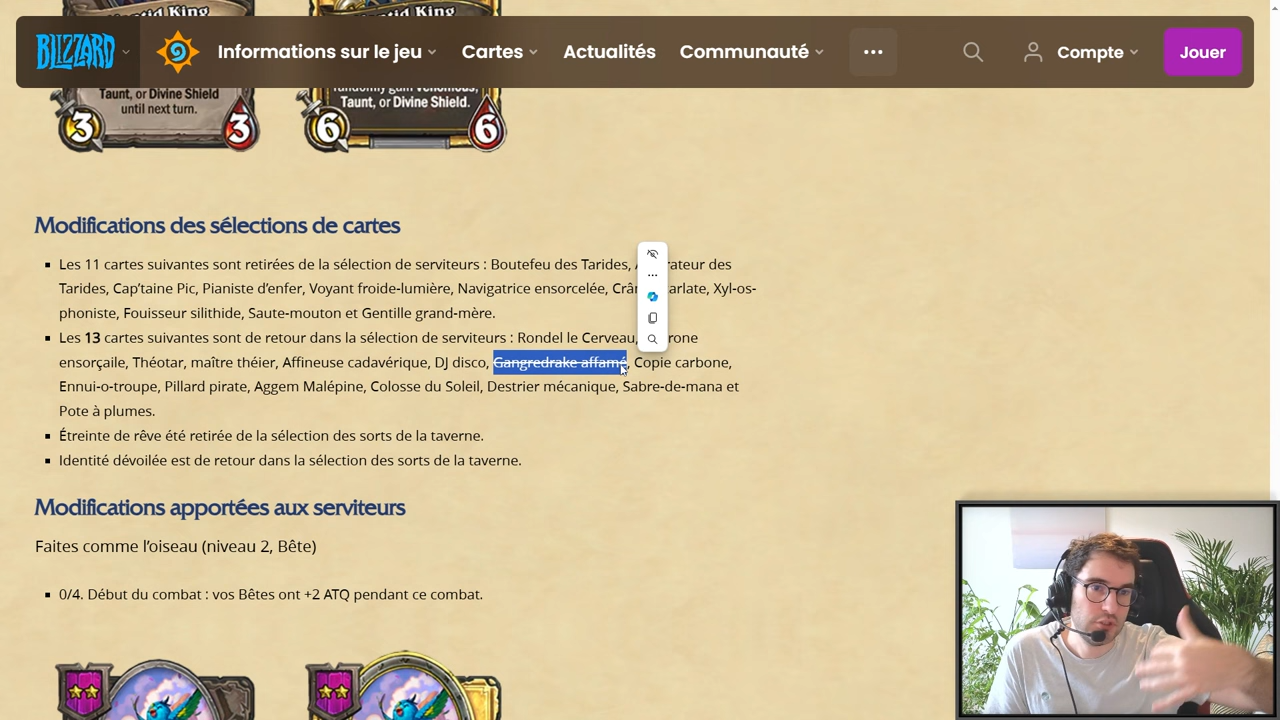 Taunt, or Divine Shield
until next turn.
3
3
randomly gain Venomous,
Taunt, or Divine Shield.
6
6
BLIZZARD
Informations sur le jeu
Cartes
Actualités
Communauté
Compte
Jouer
Modifications des sélections de cartes
Les 11 cartes suivantes sont retirées de la sélection de serviteurs : Boutefeu des Tarides, des
Tarides, Cap’taine Pic, Pianiste d’enfer, Voyant froide-lumière, Navigatrice ensorcelée, Xyl-os-
phoniste, Fouisseur silithide, Saute-mouton et Gentille grand-mère.
Les 13 cartes suivantes sont de retour dans la sélection de serviteurs : Rondel le Cerveau,
ensorçaile, Théotar, maître théier, Affineuse cadavérique, DJ disco, Gangredrake affamé, Copie carbone,
Ennui-o-troupe, Pillard pirate, Aggem Malépine, Colosse du Soleil, Destrier mécanique, Sabre-de-mana et
Pote à plumes.
Étreinte de rêve été retirée de la sélection des sorts de la taverne.
Identité dévoilée est de retour dans la sélection des sorts de la taverne.
Modifications apportées aux serviteurs
Faites comme l’oiseau (niveau 2, Bête)
0/4. Début du combat : vos Bêtes ont +2 ATQ pendant ce combat.